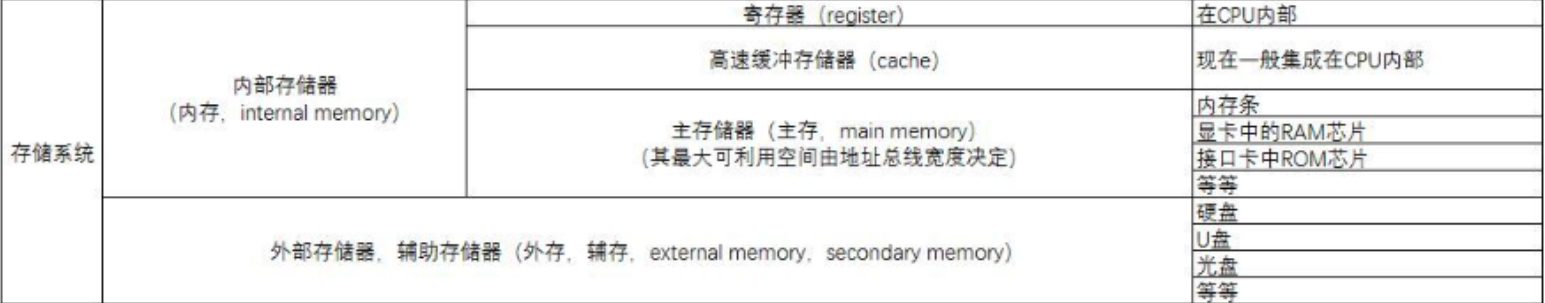 存储系统
内部存储器
（内存，internal memory）
寄存器（register）
在CPU内部
高速缓冲存储器（cache）
现在一般集成在CPU内部
主存储器（主存，main memory）
（其最大可利用空间由地址总线宽度决定）
内存条
显卡中的RAM芯片
接口卡中ROM芯片
等等
外部存储器，辅助存储器（外存，辅存，external memory，secondary memory）
硬盘
U盘
光盘
等等